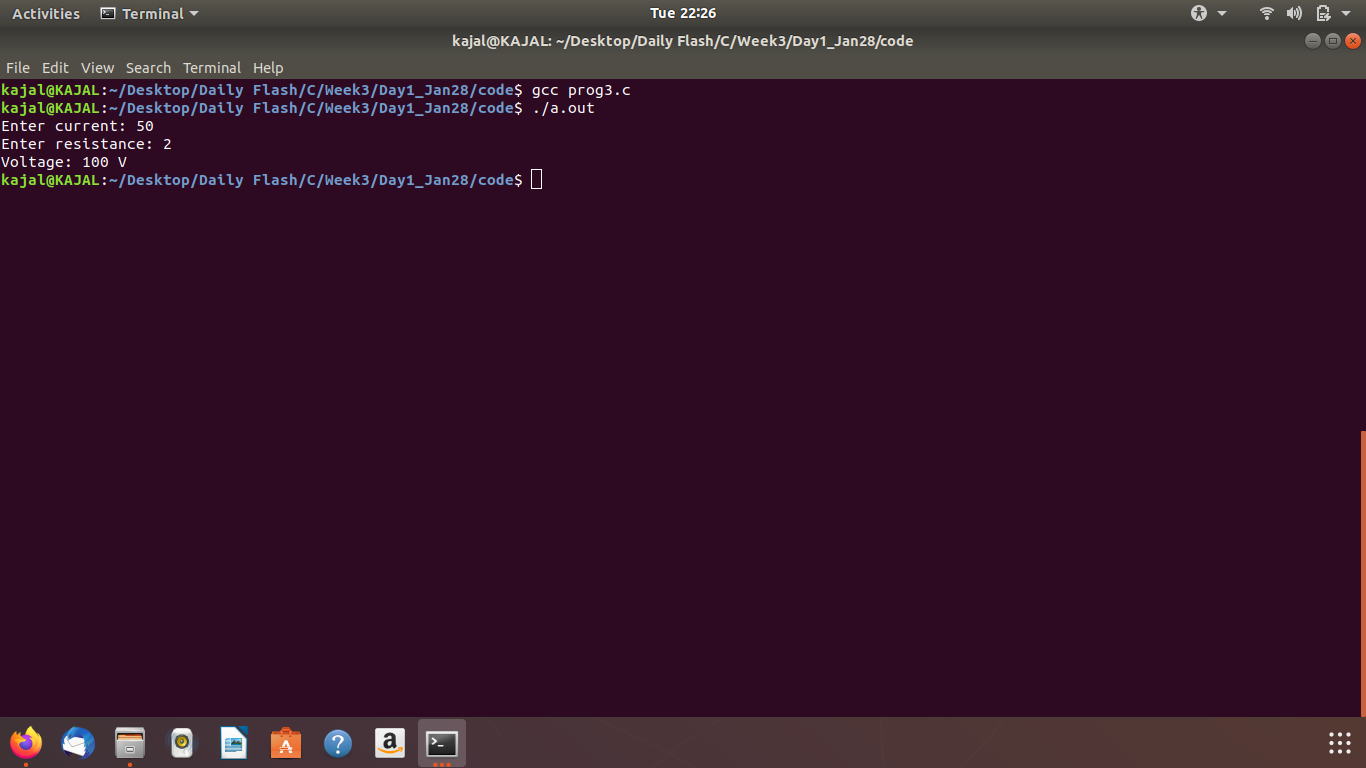 Activities Terminal Tue 22:26
kajal@KAJAL: ~/Desktop/Daily Flash/C/Week3/Day1_Jan28/code
File Edit View Search Terminal Help
kajal@KAJAL:~/Desktop/Daily Flash/C/Week3/Day1_Jan28/code$ gcc prog3.c
kajal@KAJAL:~/Desktop/Daily Flash/C/Week3/Day1_Jan28/code$ ./a.out
Enter current: 50
Enter resistance: 2
Voltage: 100 V
kajal@KAJAL:~/Desktop/Daily Flash/C/Week3/Day1_Jan28/code$